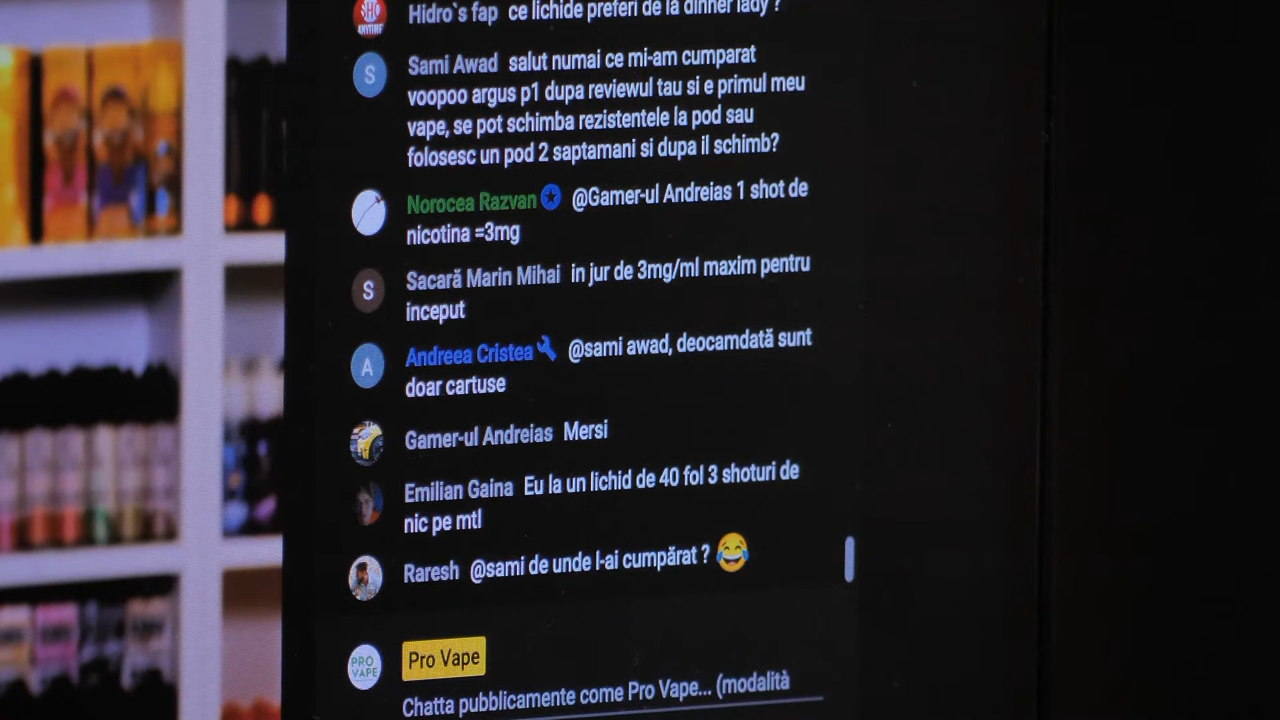 SHO
ANYTIME
Hidro`s fap ce lichide preferi de la dinner lady ?
S
Sami Awad salut numai ce mi-am cumparat
voopoo argus p1 dupa reviewul tau si e primul meu
vape, se pot schimba rezistentele la pod sau
folosesc un pod 2 saptamani si dupa il schimb?
Norocea Razvan @Gamer-ul Andreias 1 shot de
nicotina =3mg
S
Sacară Marin Mihai in jur de 3mg/ml maxim pentru
inceput
A
Andreea Cristea @sami awad, deocamdată sunt
doar cartuse
Gamer-ul Andreias Mersi
Emilian Gaina Eu la un lichid de 40 fol 3 shoturi de
nic pe mtl
Raresh @sami de unde l-ai cumpărat ? 😂
PRO
VAPE
Pro Vape
Chatta pubblicamente come Pro Vape... (modalità